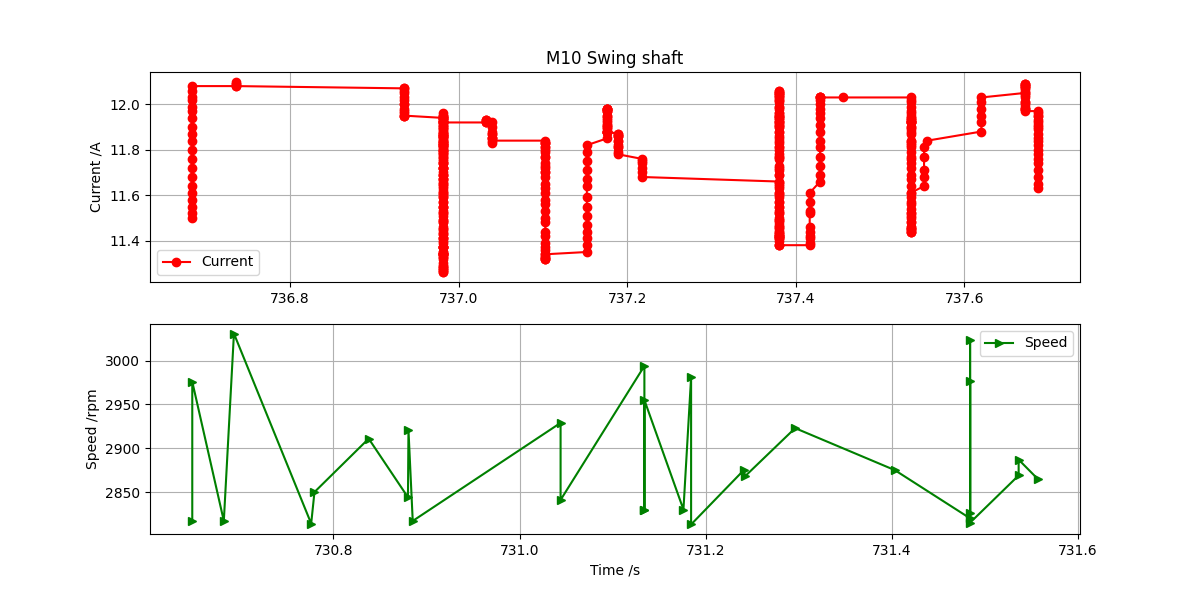 M10 Swing shaft
Current /A
12.0
11.8
11.6
11.4
Current
736.8 737.0 737.2 737.4 737.6
Speed /rpm
3000
2950
2900
2850
Speed
730.8 731.0 731.2 731.4 731.6
Time /s